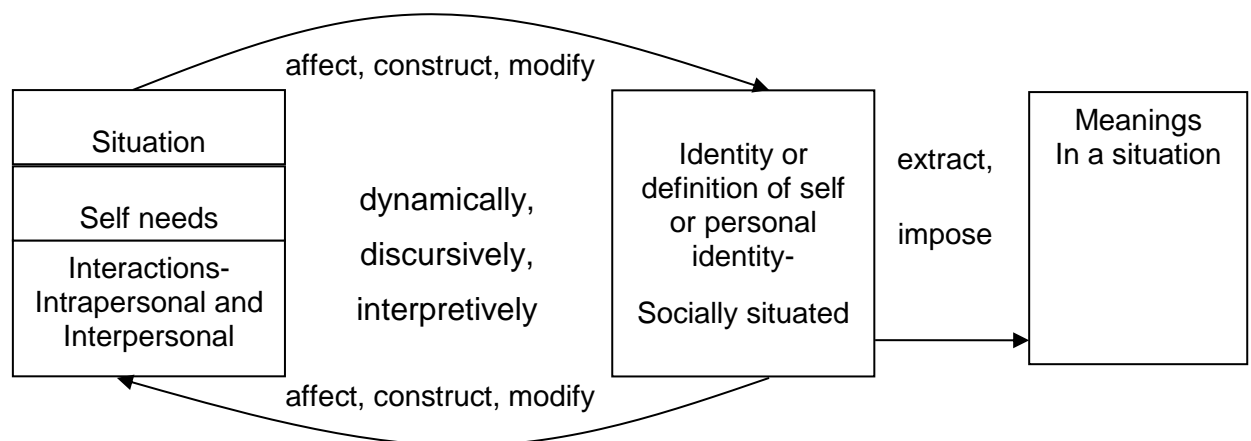 affect, construct, modify
Situation
Self needs
Interactions-
Intrapersonal and
Interpersonal
dynamically,
discursively,
interpretively
affect, construct, modify
Identity or
definition of self
or personal
identity-
Socially situated
extract,
impose
Meanings
In a situation